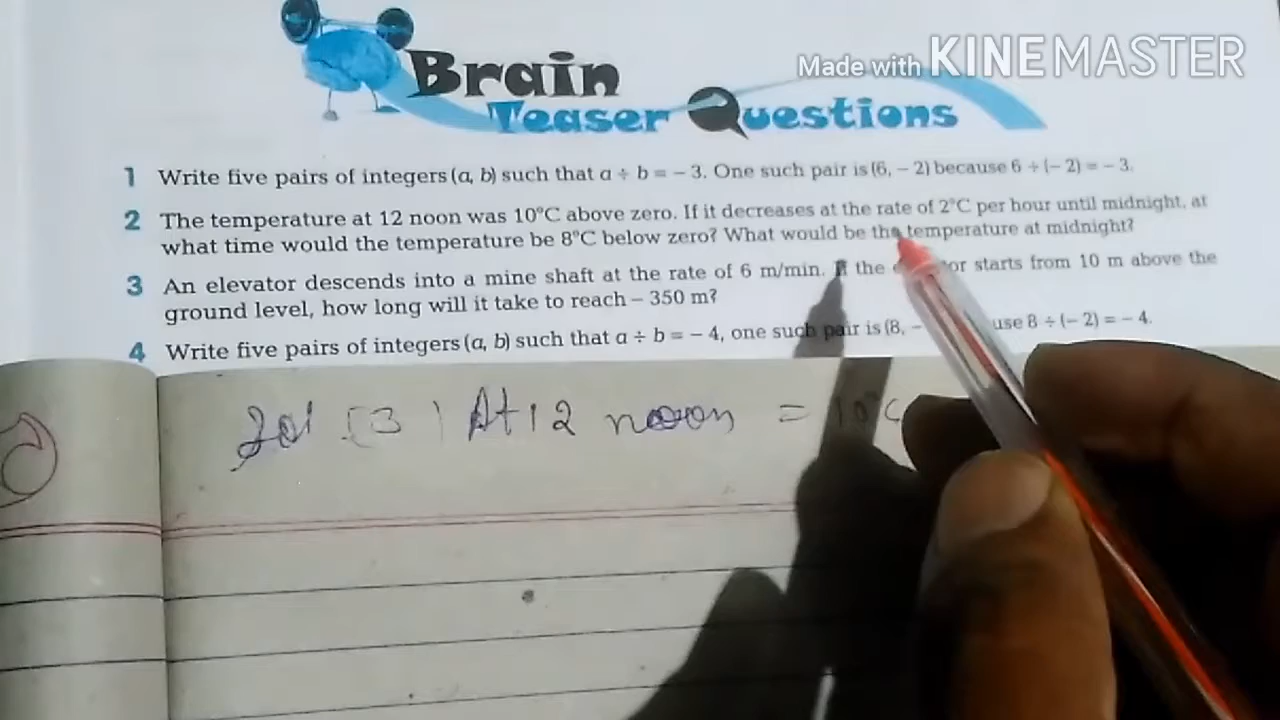 Made with KINEMASTER
Brain
Teaser Questions
1 Write five pairs of integers (a, b) such that a ÷ b = – 3. One such pair is (6, – 2) because 6 ÷ (– 2) = – 3.
2 The temperature at 12 noon was 10°C above zero. If it decreases at the rate of 2°C per hour until midnight, at
what time would the temperature be 8°C below zero? What would be the temperature at midnight?
3 An elevator descends into a mine shaft at the rate of 6 m/min. If the or starts from 10 m above the
ground level, how long will it take to reach – 350 m?
4 Write five pairs of integers (a, b) such that a ÷ b = – 4, one such pair is (8, – use 8 ÷ (– 2) = – 4.
Sol (3) At 12 noon = 10°C